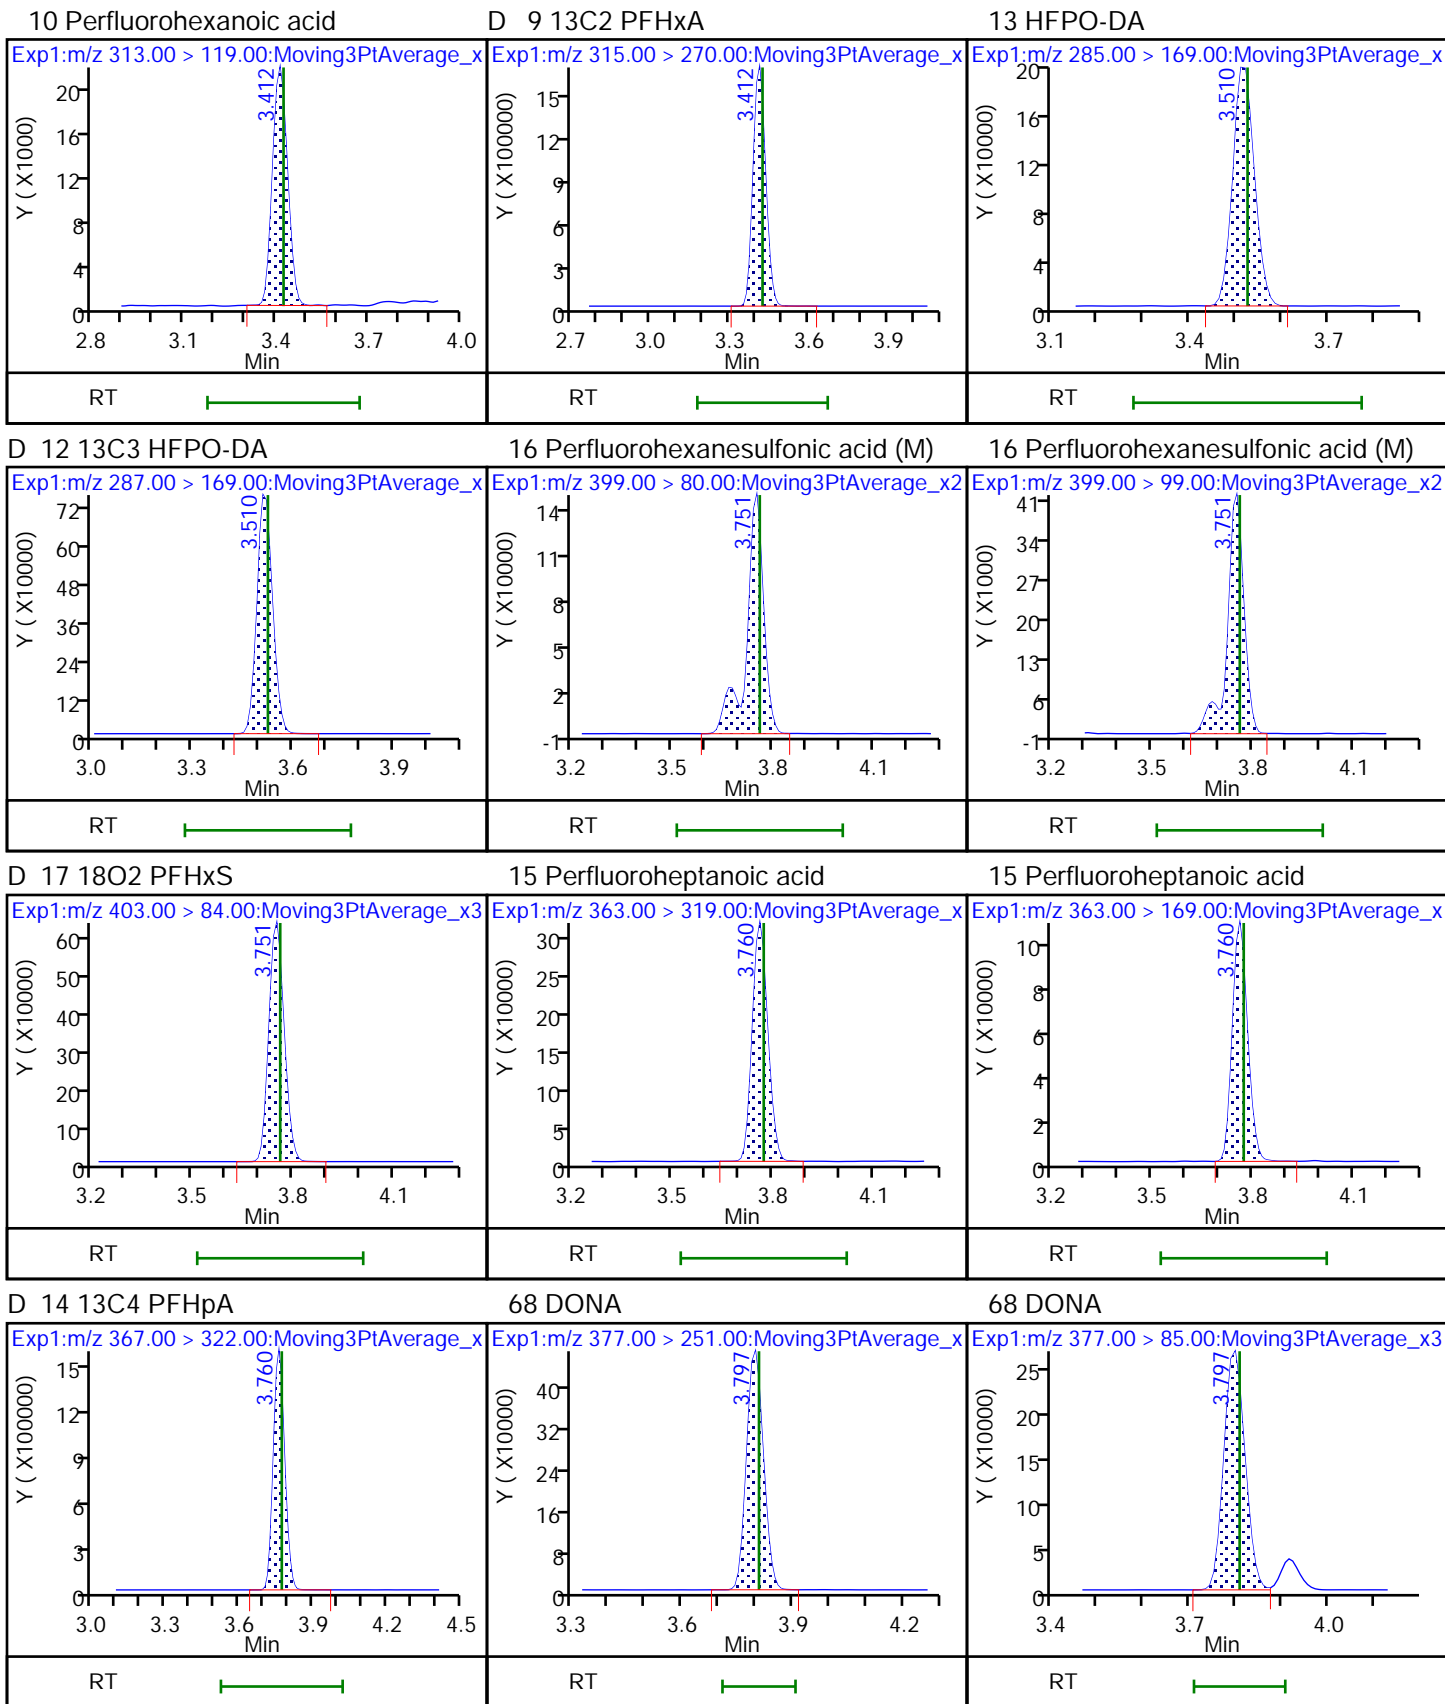 10 Perfluorohexanoic acid
Exp1:m/z 313.00 > 119.00:Moving3PtAverage_x
Y ( X10000)
20
16
12
8
4
0
3.412
2.8 3.1 3.4 3.7 4.0
Min
RT
D 9 13C2 PFHxA
Exp1:m/z 315.00 > 270.00:Moving3PtAverage_x
Y ( X100000)
15
12
9
6
3
0
3.412
2.7 3.0 3.3 3.6 3.9
Min
RT
13 HFPO-DA
Exp1:m/z 285.00 > 169.00:Moving3PtAverage_x
Y ( X10000)
20
16
12
8
4
0
3.510
3.1 3.4 3.7
Min
RT
D 12 13C3 HFPO-DA
Exp1:m/z 287.00 > 169.00:Moving3PtAverage_x
Y ( X10000)
72
60
48
36
24
12
0
3.510
3.0 3.3 3.6 3.9
Min
RT
16 Perfluorohexanesulfonic acid (M)
Exp1:m/z 399.00 > 80.00:Moving3PtAverage_x2
Y ( X10000)
14
11
8
5
2
-1
3.751
3.2 3.5 3.8 4.1
Min
RT
16 Perfluorohexanesulfonic acid (M)
Exp1:m/z 399.00 > 99.00:Moving3PtAverage_x2
Y ( X1000)
41
34
27
20
13
6
-1
3.751
3.2 3.5 3.8 4.1
Min
RT
D 17 18O2 PFHxS
Exp1:m/z 403.00 > 84.00:Moving3PtAverage_x3
Y ( X10000)
60
50
40
30
20
10
0
3.751
3.2 3.5 3.8 4.1
Min
RT
15 Perfluoroheptanoic acid
Exp1:m/z 363.00 > 319.00:Moving3PtAverage_x
Y ( X10000)
30
25
20
15
10
5
0
3.760
3.2 3.5 3.8 4.1
Min
RT
15 Perfluoroheptanoic acid
Exp1:m/z 363.00 > 169.00:Moving3PtAverage_x
Y ( X10000)
10
8
6
4
2
0
3.760
3.2 3.5 3.8 4.1
Min
RT
D 14 13C4 PFHpA
Exp1:m/z 367.00 > 322.00:Moving3PtAverage_x
Y ( X100000)
15
12
9
6
3
0
3.760
3.0 3.3 3.6 3.9 4.2 4.5
Min
RT
68 DONA
Exp1:m/z 377.00 > 251.00:Moving3PtAverage_x
Y ( X10000)
40
32
24
16
8
0
3.797
3.3 3.6 3.9 4.2
Min
RT
68 DONA
Exp1:m/z 377.00 > 85.00:Moving3PtAverage_x3
Y ( X10000)
25
20
15
10
5
0
3.797
3.4 3.7 4.0
Min
RT